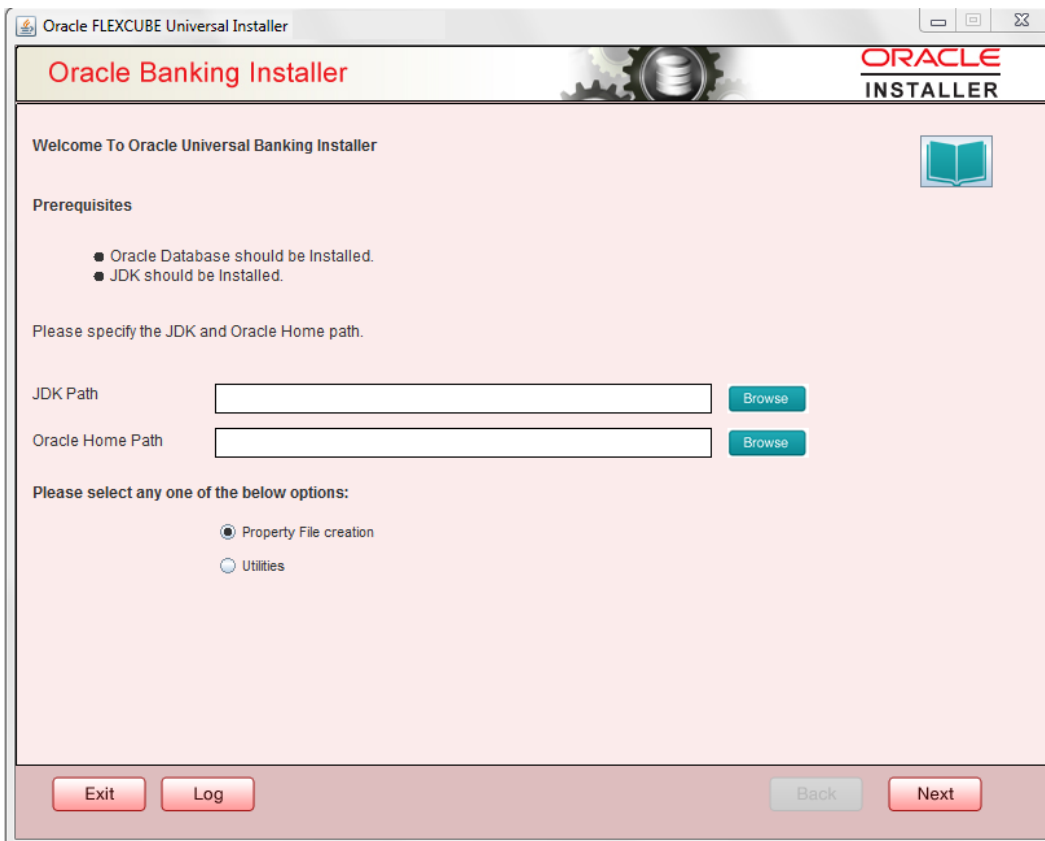 Oracle FLEXCUBE Universal Installer
Oracle Banking Installer
ORACLE
INSTALLER
Welcome To Oracle Universal Banking Installer
Prerequisites
Oracle Database should be Installed.
JDK should be Installed.
Please specify the JDK and Oracle Home path.
JDK Path
Browse
Oracle Home Path
Browse
Please select any one of the below options:
Property File creation
Utilities
Exit
Log
Back
Next